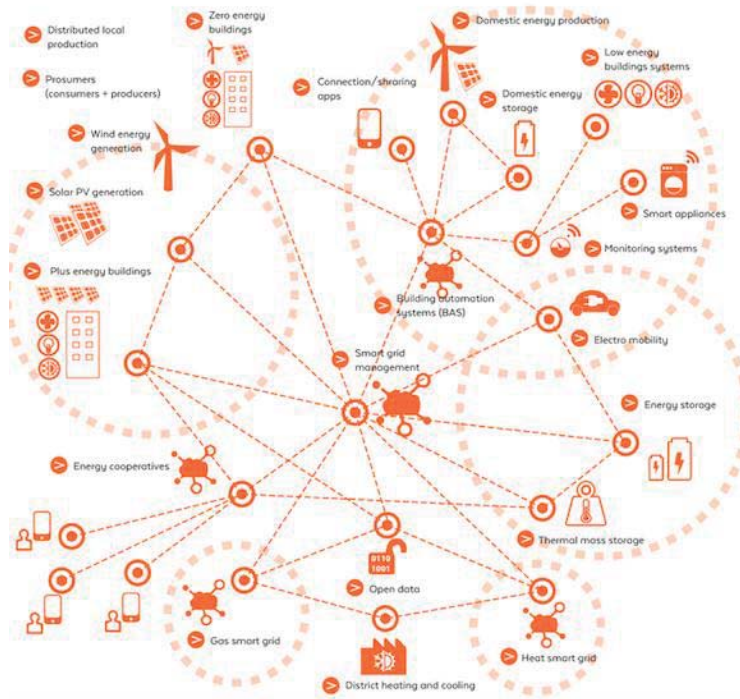 Distributed local
production
Prosumers
(consumers + producers)
Zero energy
buildings
Domestic energy production
Low energy
buildings systems
Connection/shraring
apps
Domestic energy
storage
Wind energy
generation
Solar PV generation
Smart appliances
Monitoring systems
Plus energy buildings
Building automation
systems (BAS)
Electro mobility
Smart grid
management
Energy storage
Energy cooperatives
Thermal mass storage
0110
1001
Open data
Gas smart grid
Heat smart grid
District heating and cooling